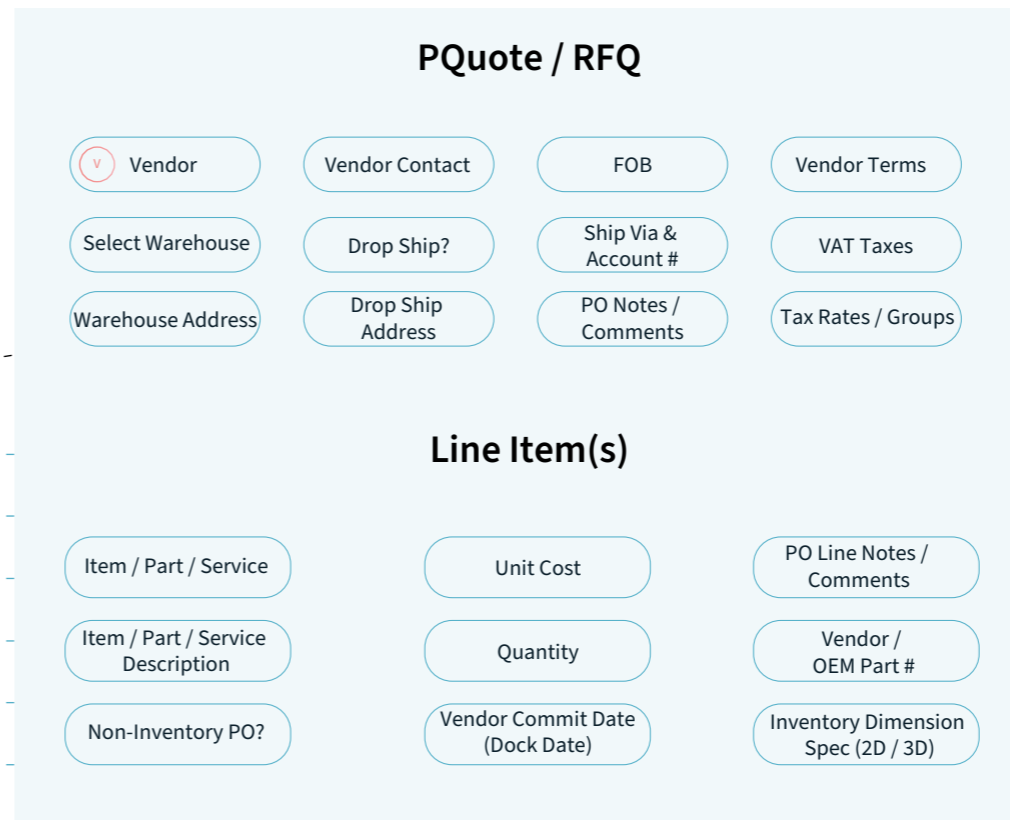 PQuote / RFQ
V
Vendor
Vendor Contact
FOB
Vendor Terms
Select Warehouse
Drop Ship?
Ship Via &
Account #
VAT Taxes
Warehouse Address
Drop Ship
Address
PO Notes /
Comments
Tax Rates / Groups
Line Item(s)
Item / Part / Service
Unit Cost
PO Line Notes /
Comments
Item / Part / Service
Description
Quantity
Vendor /
OEM Part #
Non-Inventory PO?
Vendor Commit Date
(Dock Date)
Inventory Dimension
Spec (2D / 3D)